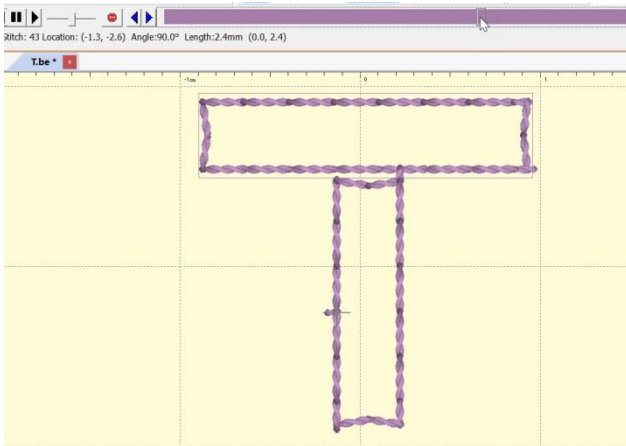 Stitch: 43 Location: (-1.3, -2.6) Angle:90.0° Length:2.4mm (0.0, 2.4)
T.be *
-1cm 0 1